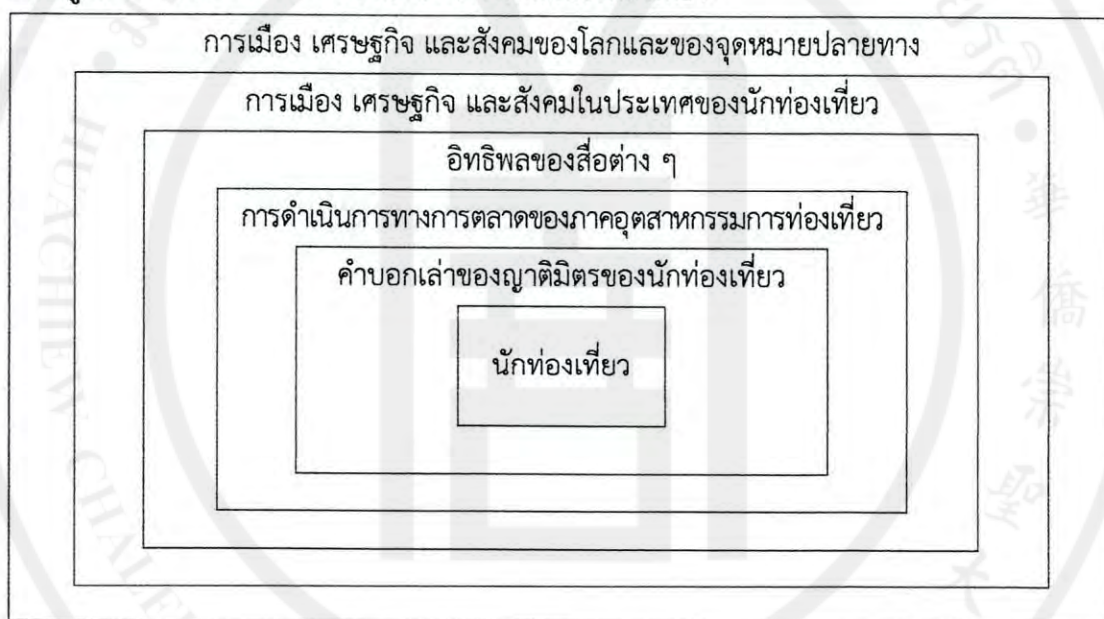 การเมือง เศรษฐกิจ และสังคมของโลกและของจุดหมายปลายทาง
การเมือง เศรษฐกิจ และสังคมในประเทศของนักท่องเที่ยว
อิทธิพลของสื่อต่าง ๆ
การดำเนินการทางการตลาดของภาคอุตสาหกรรมการท่องเที่ยว
คำบอกเล่าของญาติมิตรของนักท่องเที่ยว
นักท่องเที่ยว
HUACHIEW CHALER
華 僑 崇 聖 大